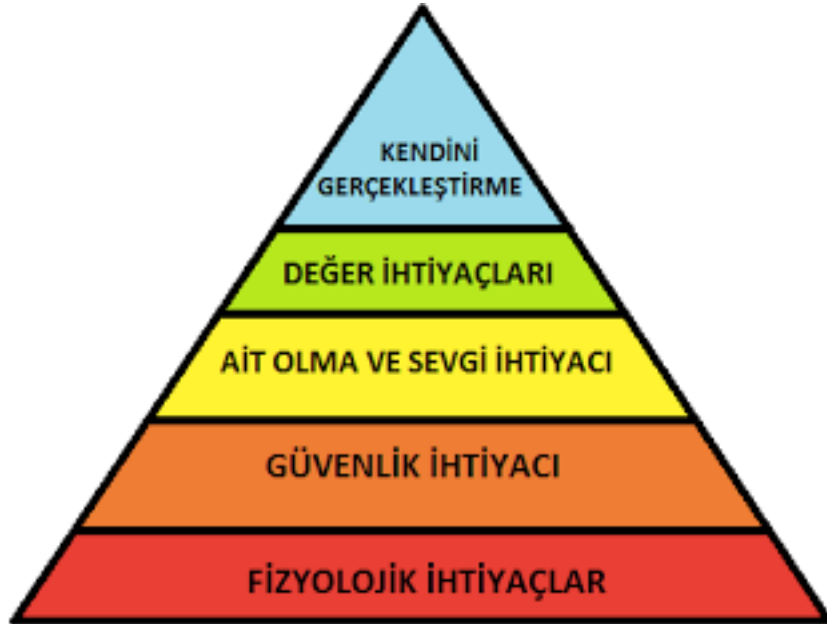 KENDİNİ
GERÇEKLEŞTİRME
DEĞER İHTİYAÇLARI
AİT OLMA VE SEVGİ İHTİYACI
GÜVENLİK İHTİYACI
FİZYOLOJİK İHTİYAÇLAR